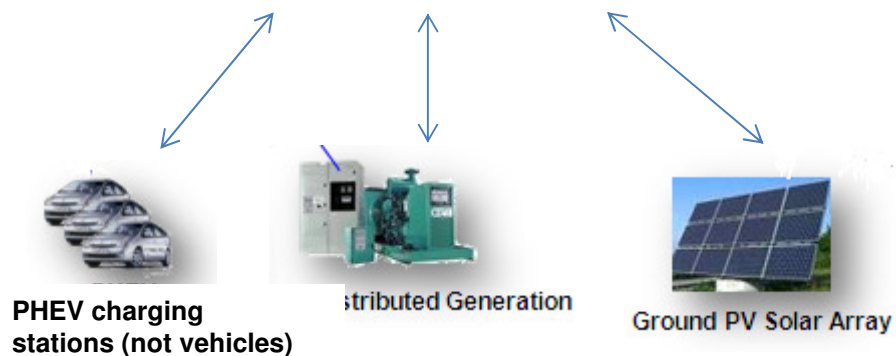 PHEV charging
stations (not vehicles)
stributed Generation
Ground PV Solar Array